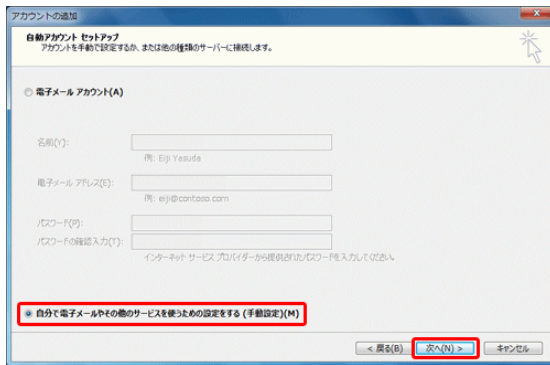 アカウントの追加
自動アカウント セットアップ
アカウントを手動で設定するか、または他の種類のサーバーに接続します。
電子メール アカウント(A)
名前(Y):
例: Eiji Yasuda
電子メール アドレス(E):
例: eiji@contoso.com
パスワード(P):
パスワードの確認入力(T):
インターネット サービス プロバイダーから提供されたパスワードを入力してください。
自分で電子メールやその他のサービスを使うための設定をする (手動設定)(M)
< 戻る(B) 次へ(N) > キャンセル